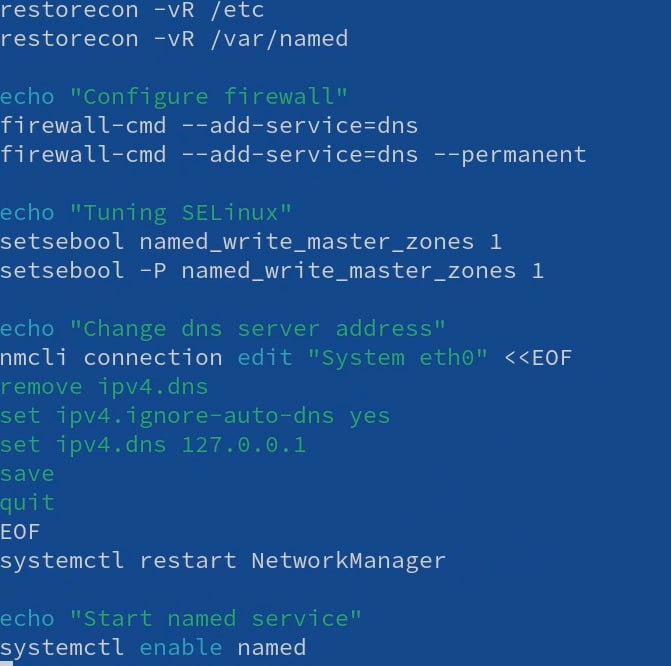 restorecon -vR /etc
restorecon -vR /var/named
echo "Configure firewall"
firewall-cmd --add-service=dns
firewall-cmd --add-service=dns --permanent
echo "Tuning SELinux"
setsebool named_write_master_zones 1
setsebool -P named_write_master_zones 1
echo "Change dns server address"
nmcli connection edit "System eth0" <<EOF
remove ipv4.dns
set ipv4.ignore-auto-dns yes
set ipv4.dns 127.0.0.1
save
quit
EOF
systemctl restart NetworkManager
echo "Start named service"
systemctl enable named